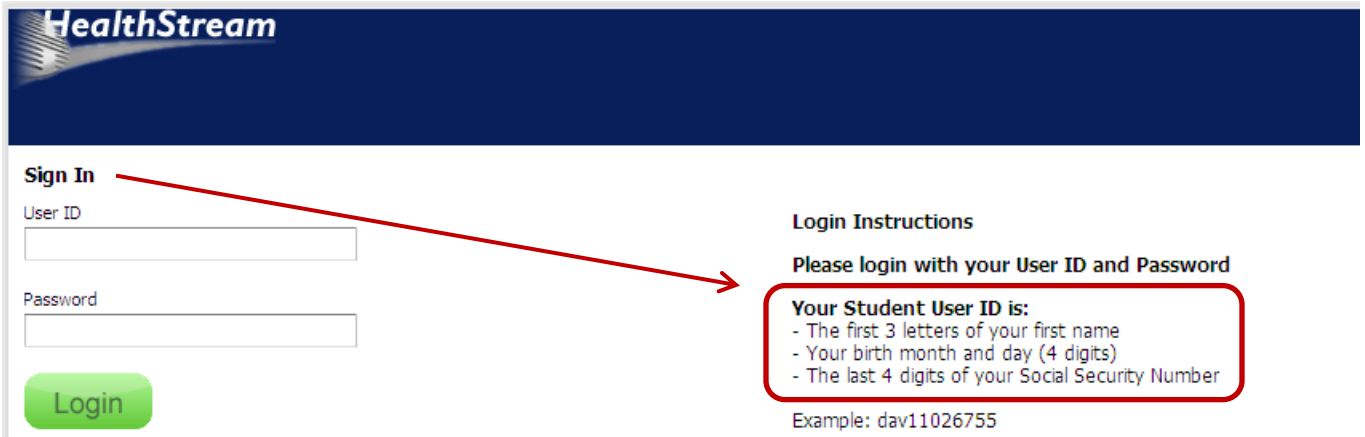 HealthStream
Sign In
User ID
Password
Login
Login Instructions
Please login with your User ID and Password
Your Student User ID is:
- The first 3 letters of your first name
- Your birth month and day (4 digits)
- The last 4 digits of your Social Security Number
Example: dav11026755